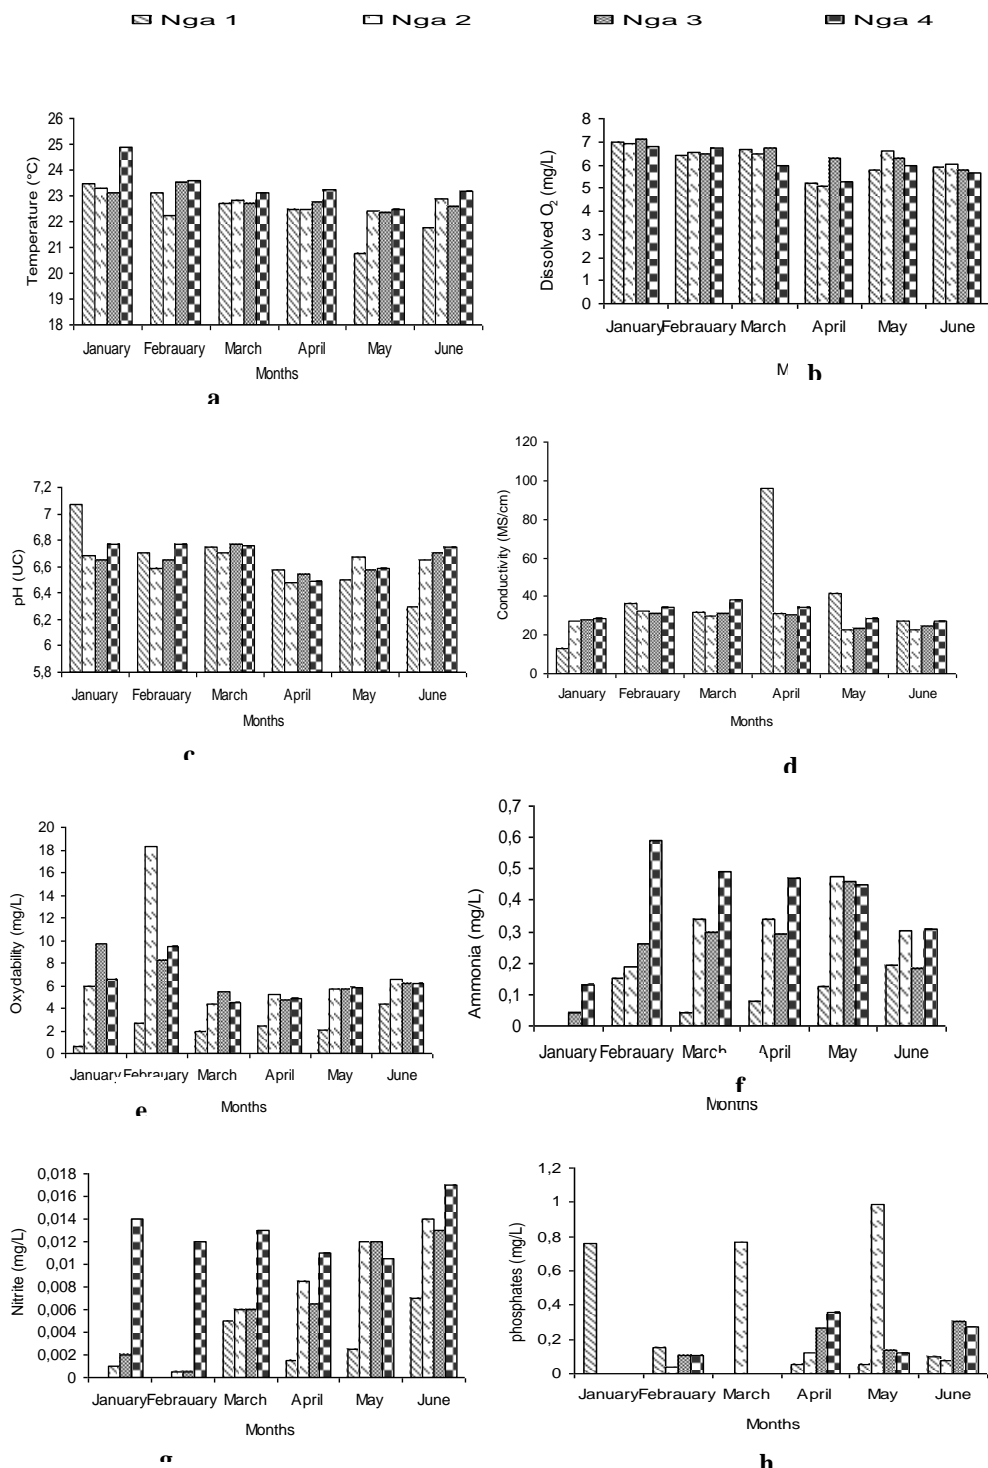 Nga 1 Nga 2 Nga 3 Nga 4
Temperature (°C)
26
25
24
23
22
21
20
19
18
January Febrauary March April May June
Months
a
Dissolved O2 (mg/L)
8
7
6
5
4
3
2
1
0
January Febrauary March April May June
M
b
pH (UC)
7,2
7
6,8
6,6
6,4
6,2
6
5,8
January Febrauary March April May June
Months
c
Conductivity (MS/cm)
120
100
80
60
40
20
0
January Febrauary March April May June
Months
d
Oxydability (mg/L)
20
18
16
14
12
10
8
6
4
2
0
January Febrauary March April May June
Months
e
Ammonia (mg/L)
0,7
0,6
0,5
0,4
0,3
0,2
0,1
0
January Febrauary March April May June
f
Months
Nitrite (mg/L)
0,018
0,016
0,014
0,012
0,01
0,008
0,006
0,004
0,002
0
January Febrauary March April May June
Months
g
phosphates (mg/L)
1,2
1
0,8
0,6
0,4
0,2
0
January Febrauary March April May June
Months
h